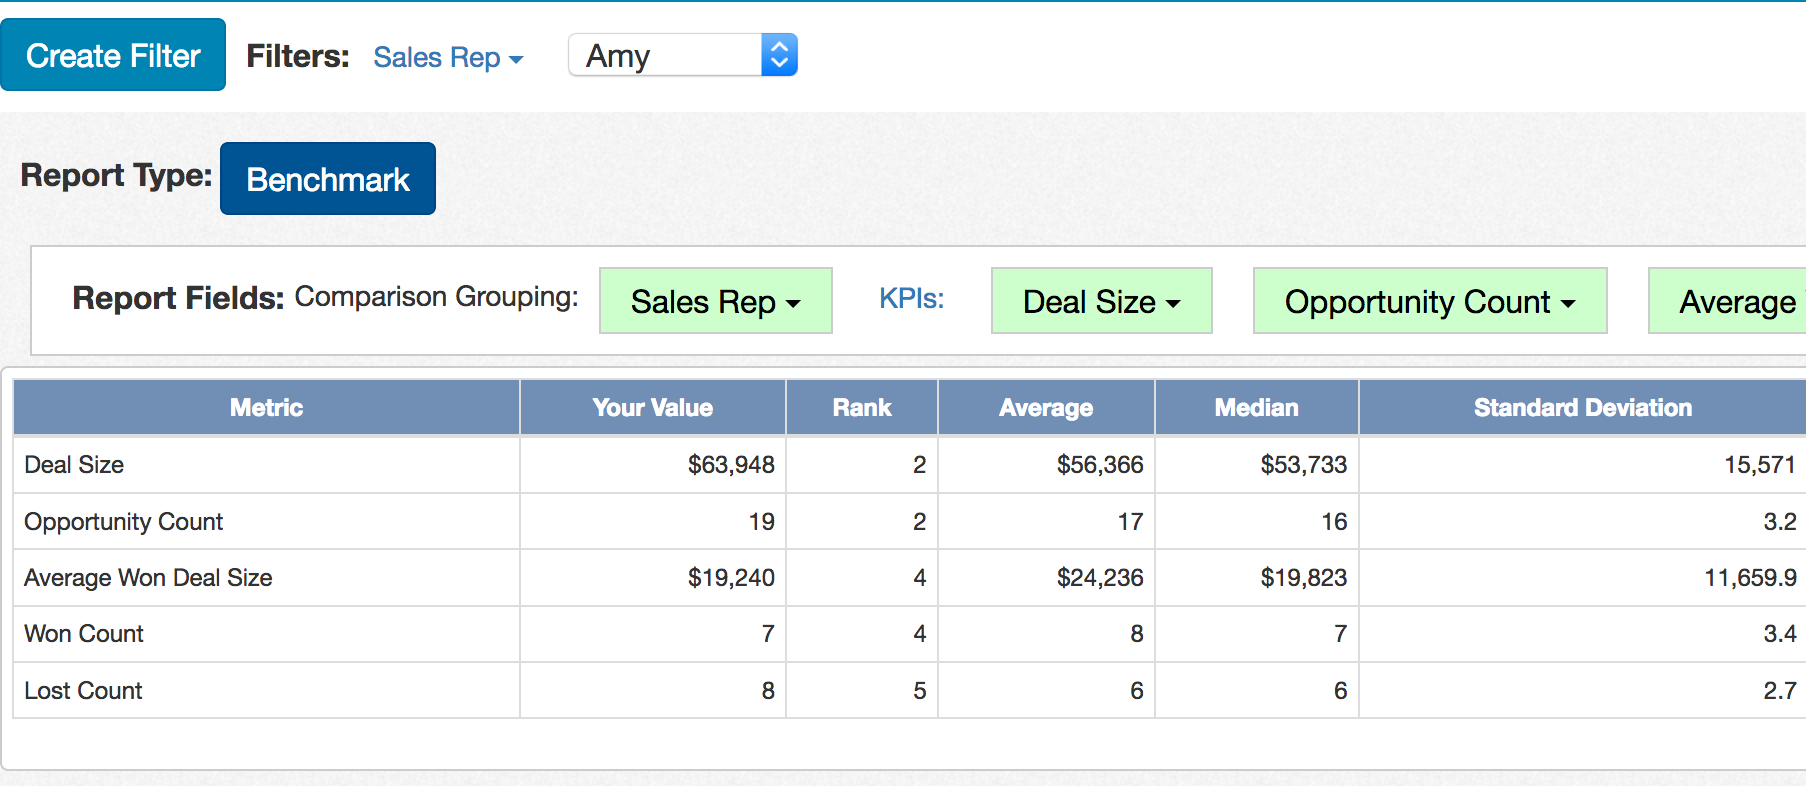 Create Filter Filters: Sales Rep Amy
Report Type: Benchmark
Report Fields: Comparison Grouping: Sales Rep KPIs: Deal Size Opportunity Count Average
Metric Your Value Rank Average Median Standard Deviation
Deal Size $63,948 2 $56,366 $53,733 15,571
Opportunity Count 19 2 17 16 3.2
Average Won Deal Size $19,240 4 $24,236 $19,823 11,659.9
Won Count 7 4 8 7 3.4
Lost Count 8 5 6 6 2.7